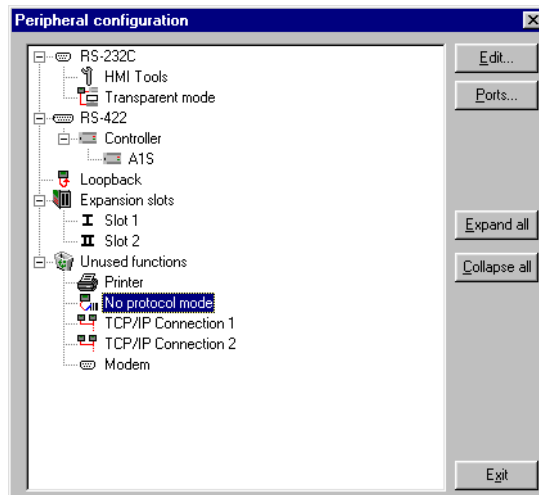 Peripheral configuration
RS-232C
HMI Tools
Transparent mode
RS-422
Controller
A1S
Loopback
Expansion slots
I Slot 1
II Slot 2
Unused functions
Printer
No protocol mode
TCP/IP Connection 1
TCP/IP Connection 2
Modem
Edit...
Ports...
Expand all
Collapse all
Exit